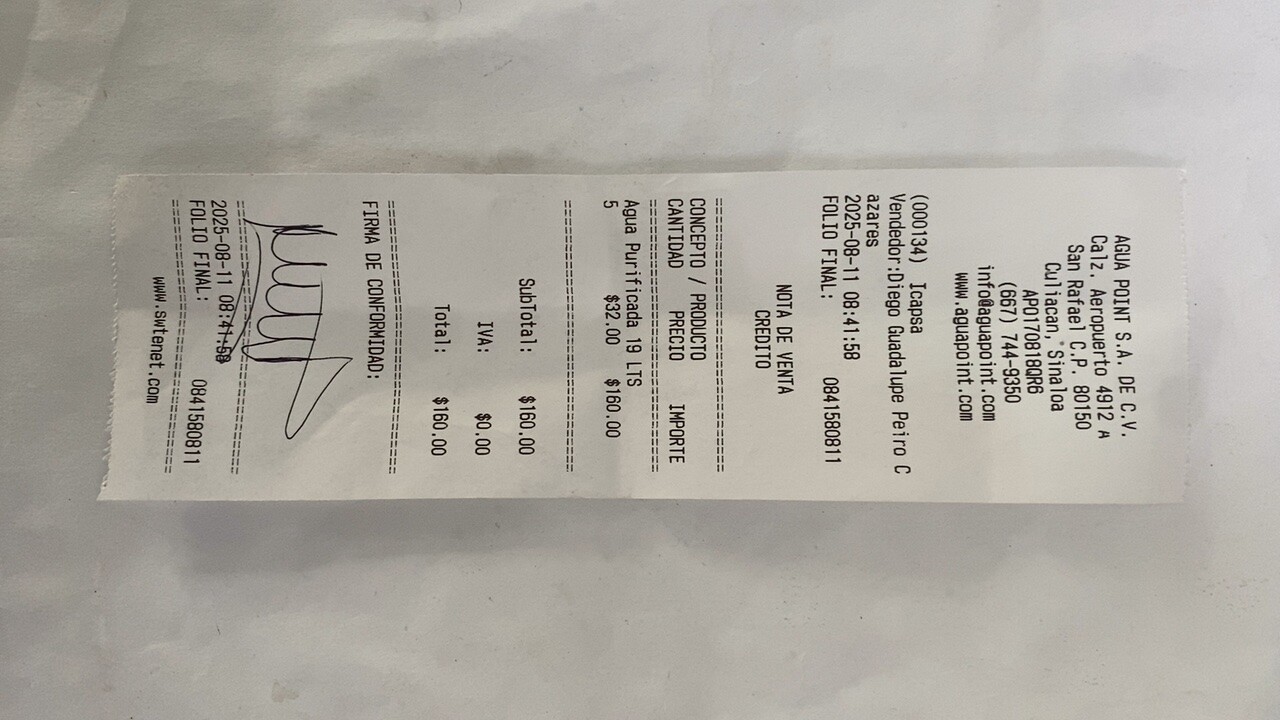 AGUA POINT S.A. DE C.V.
Calz. Aeropuerto 4912 A
San Rafael C.P. 80150
Culiacan, Sinaloa
APO170818QR6
(667) 744-9350
info@aguapoint.com
www.aguapoint.com
(000134) Icapsa
Vendedor:Diego Guadalupe Peiro C
azares
2025-08-11 08:41:58
FOLIO FINAL: 0841580811
NOTA DE VENTA
CREDITO
CONCEPTO / PRODUCTO
CANTIDAD PRECIO IMPORTE
Agua Purificada 19 LTS
5 $32.00 $160.00
SubTotal: $160.00
IVA: $0.00
Total: $160.00
FIRMA DE CONFORMIDAD:
2025-08-11 08:41:58
FOLIO FINAL: 0841580811
www.swtenet.com